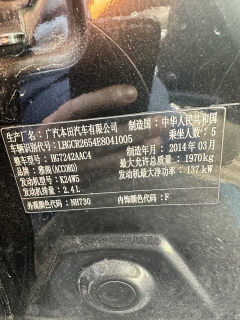 生产厂名：广汽本田汽车有限公司 制造国：中华人民共和国
车辆识别代号：LHGCR2654E8041005 乘坐人数：5
整车型号：HG7242AAC4 制造年月：2014年03月
品牌：雅阁(ACCORD) 最大允许总质量：1970kg
发动机型号：K24W5 发动机最大净功率：137kW
发动机排量：2.4L
外装颜色代码：NH730 内饰颜色代码：F